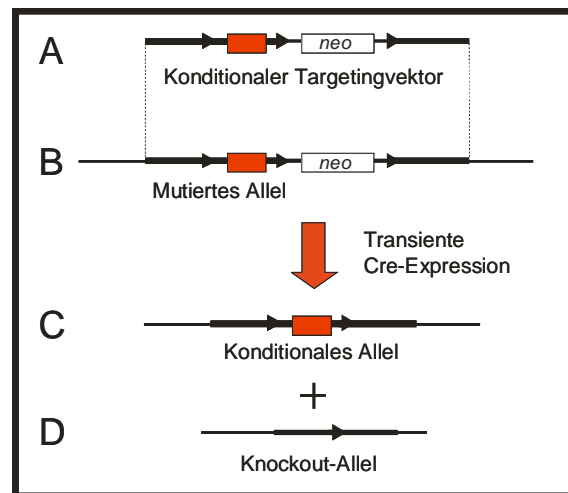 A
neo
Konditionaler Targetingvektor
B
neo
Mutiertes Allel
Transiente
Cre-Expression
C
Konditionales Allel
+
D
Knockout-Allel